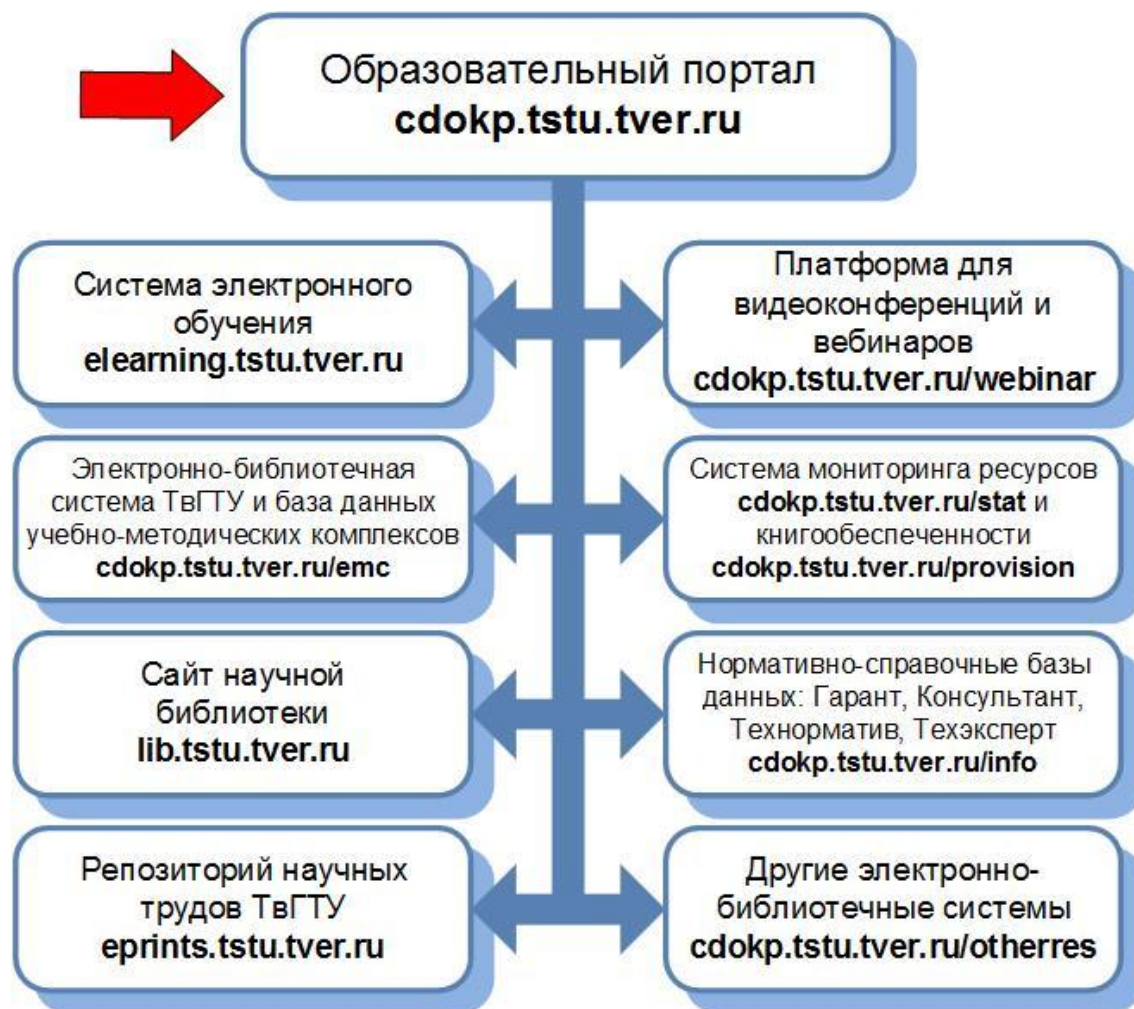 Образовательный портал
cdokp.tstu.tver.ru
Система электронного
обучения
elearning.tstu.tver.ru
Платформа для
видеоконференций и
вебинаров
cdokp.tstu.tver.ru/webinar
Электронно-библиотечная
система ТвГТУ и база данных
учебно-методических комплексов
cdokp.tstu.tver.ru/emc
Система мониторинга ресурсов
cdokp.tstu.tver.ru/stat и
книгообеспеченности
cdokp.tstu.tver.ru/provision
Сайт научной
библиотеки
lib.tstu.tver.ru
Нормативно-справочные базы
данных: Гарант, Консультант,
Технорматив, Техэксперт
cdokp.tstu.tver.ru/info
Репозиторий научных
трудов ТвГТУ
eprints.tstu.tver.ru
Другие электронно-
библиотечные системы
cdokp.tstu.tver.ru/otherres